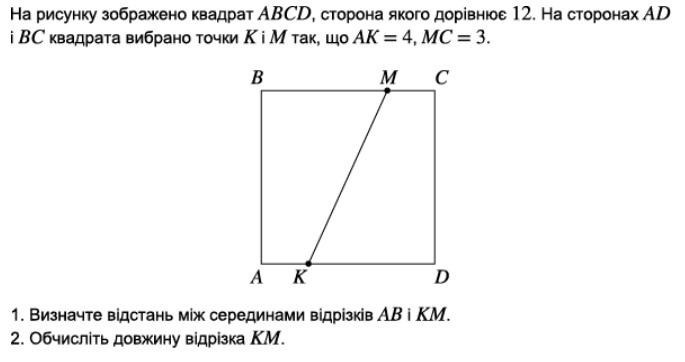 На рисунку зображено квадрат ABCD, сторона якого дорівнює 12. На сторонах AD
і BC квадрата вибрано точки K і M так, що AK = 4, MC = 3.
B M C
A K D
1. Визначте відстань між серединами відрізків AB і KM.
2. Обчисліть довжину відрізка KM.